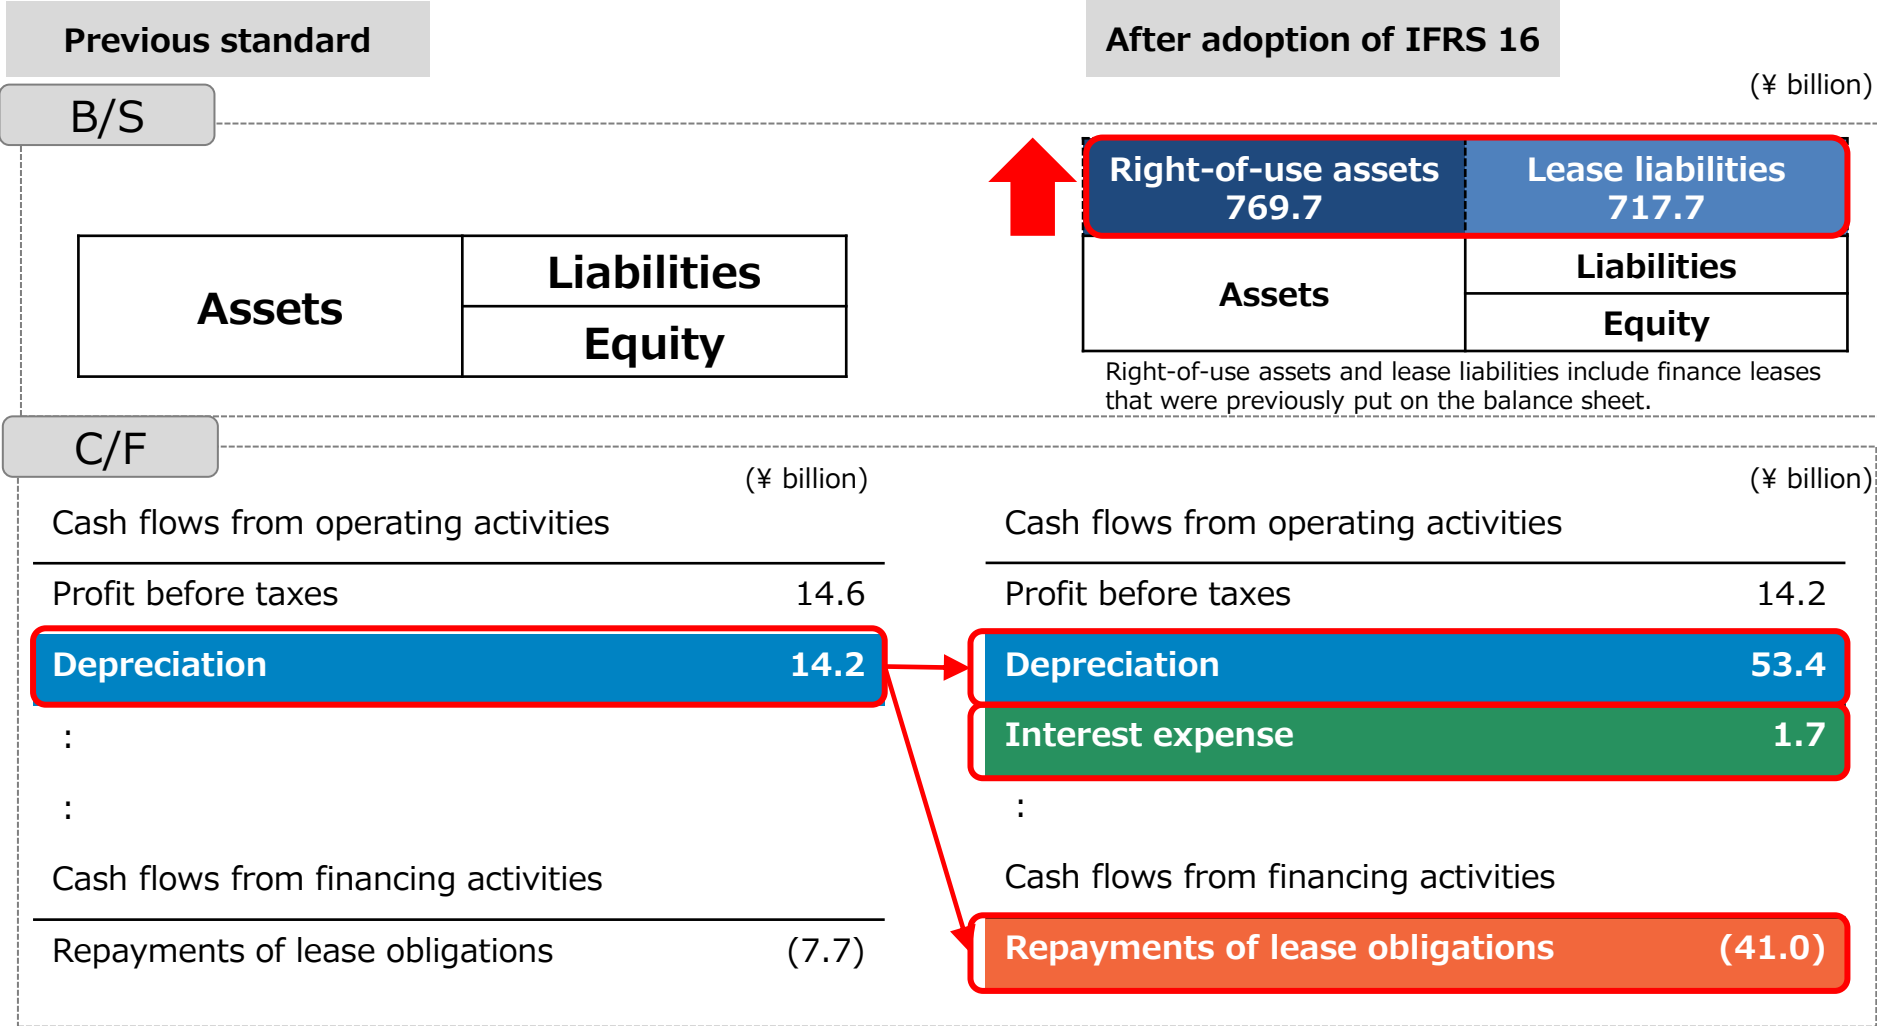 Previous standard
After adoption of IFRS 16
(¥ billion)
B/S
Right-of-use assets
769.7
Lease liabilities
717.7
Assets
Liabilities
Equity
Assets
Liabilities
Equity
Right-of-use assets and lease liabilities include finance leases
that were previously put on the balance sheet.
C/F
(¥ billion)
Cash flows from operating activities
Profit before taxes 14.6
Depreciation 14.2
:
:
Cash flows from financing activities
Repayments of lease obligations (7.7)
(¥ billion)
Cash flows from operating activities
Profit before taxes 14.2
Depreciation 53.4
Interest expense 1.7
:
Cash flows from financing activities
Repayments of lease obligations (41.0)